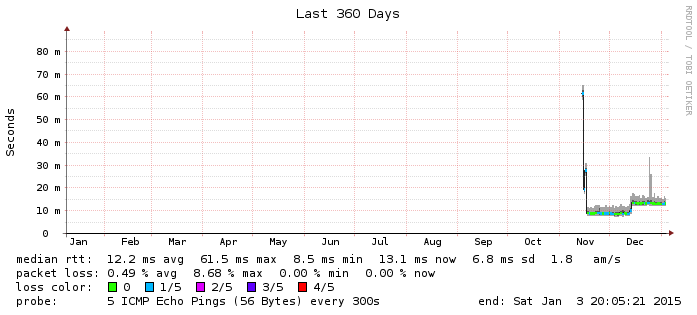 Last 360 Days
RRDTOOL / TOBI OETIKER
Seconds
80 m
70 m
60 m
50 m
40 m
30 m
20 m
10 m
0
Jan Feb Mar Apr May Jun Jul Aug Sep Oct Nov Dec
median rtt: 12.2 ms avg 61.5 ms max 8.5 ms min 13.1 ms now 6.8 ms sd 1.8 am/s
packet loss: 0.49 % avg 8.68 % max 0.00 % min 0.00 % now
loss color: 0 1/5 2/5 3/5 4/5
probe: 5 ICMP Echo Pings (56 Bytes) every 300s end: Sat Jan 3 20:05:21 2015